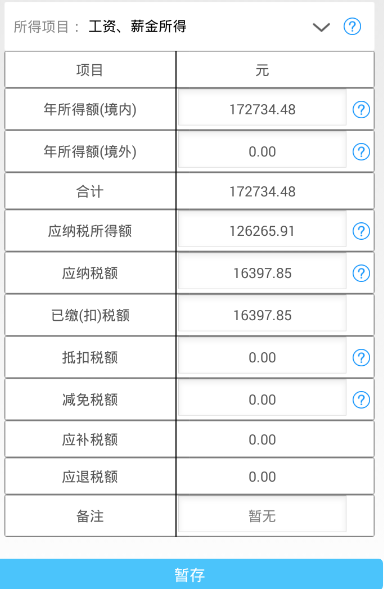 所得项目： 工资、薪金所得 ?
项目 元
年所得额(境内) 172734.48 ?
年所得额(境外) 0.00 ?
合计 172734.48
应纳税所得额 126265.91 ?
应纳税额 16397.85 ?
已缴(扣)税额 16397.85
抵扣税额 0.00 ?
减免税额 0.00 ?
应补税额 0.00
应退税额 0.00
备注 暂无
暂存